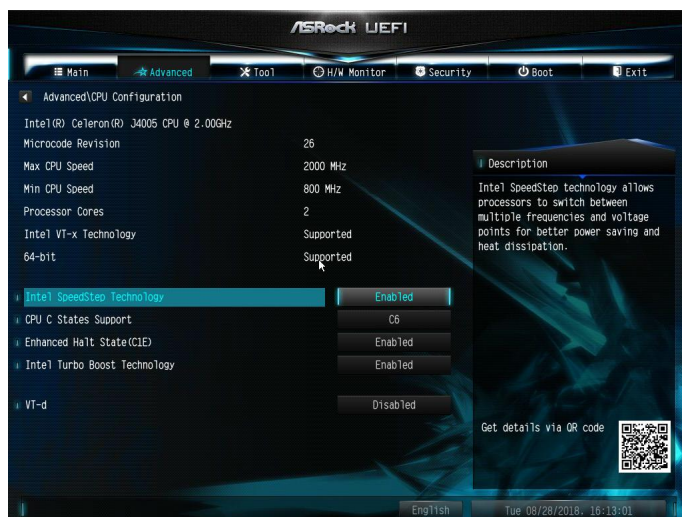 ASRock UEFI
Main Advanced Tool H/W Monitor Security Boot Exit
Advanced\CPU Configuration
Intel(R) Celeron(R) J4005 CPU @ 2.00GHz
Microcode Revision 26
Max CPU Speed 2000 MHz
Min CPU Speed 800 MHz
Processor Cores 2
Intel VT-x Technology Supported
64-bit Supported
Intel SpeedStep Technology Enabled
CPU C States Support C6
Enhanced Halt State(C1E) Enabled
Intel Turbo Boost Technology Enabled
VT-d Disabled
Description
Intel SpeedStep technology allows
processors to switch between
multiple frequencies and voltage
points for better power saving and
heat dissipation.
Get details via QR code
English Tue 08/28/2018. 16:13:01